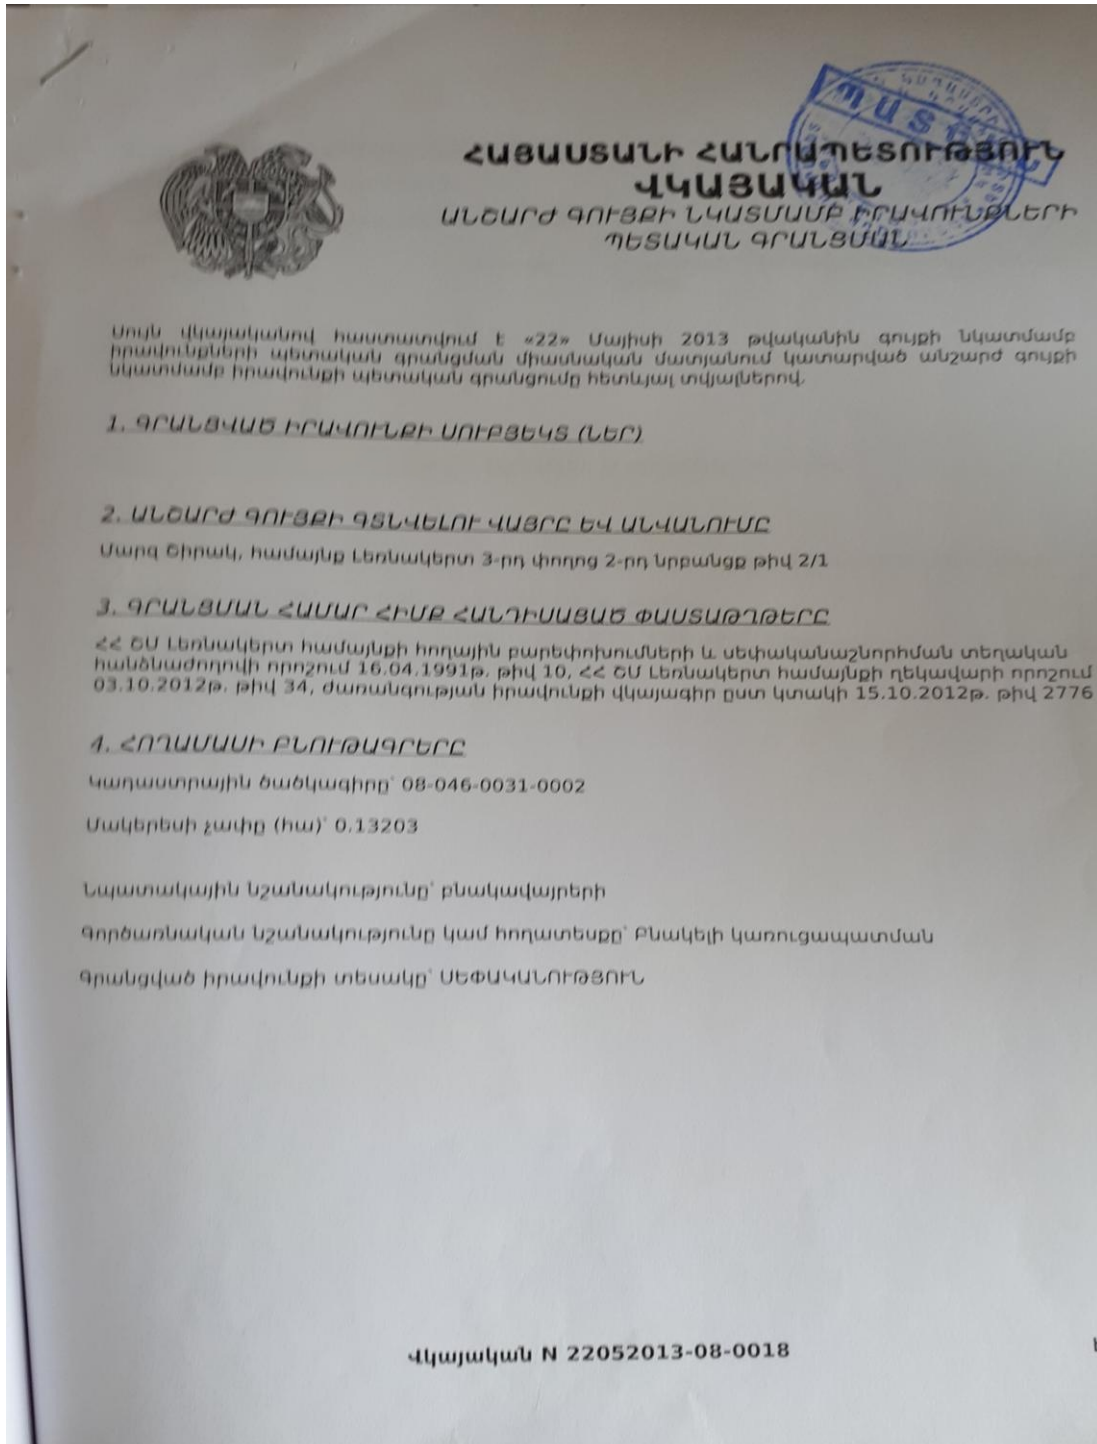 ՊԱՏՃԵՆ
ՀԱՅԱՍՏԱՆԻ ՀԱՆՐԱՊԵՏՈՒԹՅՈՒՆ
ՎԿԱՅԱԿԱՆ
ԱՆՇԱՐԺ ԳՈՒՅՔԻ ՆԿԱՏՄԱՄԲ ԻՐԱՎՈՒՆՔՆԵՐԻ
ՊԵՏԱԿԱՆ ԳՐԱՆՑՄԱՆ
Սույն վկայականով հաստատվում է «22» Մայիսի 2013 թվականին գույքի նկատմամբ
իրավունքների պետական գրանցման միասնական մատյանում կատարված անշարժ գույքի
նկատմամբ իրավունքի պետական գրանցումը հետևյալ տվյալներով.
1. ԳՐԱՆՑՎԱԾ ԻՐԱՎՈՒՆՔԻ ՍՈՒԲՅԵԿՏ (ՆԵՐ)
2. ԱՆՇԱՐԺ ԳՈՒՅՔԻ ԳՏՆՎԵԼՈՒ ՎԱՅՐԸ ԵՎ ԱՆՎԱՆՈՒՄԸ
Մարզ Շիրակ, համայնք Լեռնակերտ 3-րդ փողոց 2-րդ նրբանցք թիվ 2/1
3. ԳՐԱՆՑՄԱՆ ՀԱՄԱՐ ՀԻՄՔ ՀԱՆԴԻՍԱՑԱԾ ՓԱՍՏԱԹՂԹԵՐԸ
ՀՀ ՇՄ Լեռնակերտ համայնքի հողային բարեփոխումների և սեփականաշնորհման տեղական
հանձնաժողովի որոշում 16.04.1991թ. թիվ 10, ՀՀ ՇՄ Լեռնակերտ համայնքի ղեկավարի որոշում
03.10.2012թ. թիվ 34, ժառանգության իրավունքի վկայագիր ըստ կտակի 15.10.2012թ. թիվ 2776
4. ՀՈՂԱՄԱՍԻ ԲՆՈՒԹԱԳՐԵՐԸ
Կադաստրային ծածկագիրը՝ 08-046-0031-0002
Մակերեսի չափը (հա)՝ 0.13203
Նպատակային նշանակությունը՝ բնակավայրերի
Գործառնական նշանակությունը կամ հողատեսքը՝ Բնակելի կառուցապատման
Գրանցված իրավունքի տեսակը՝ ՍԵՓԱԿԱՆՈՒԹՅՈՒՆ
Վկայական N 22052013-08-0018